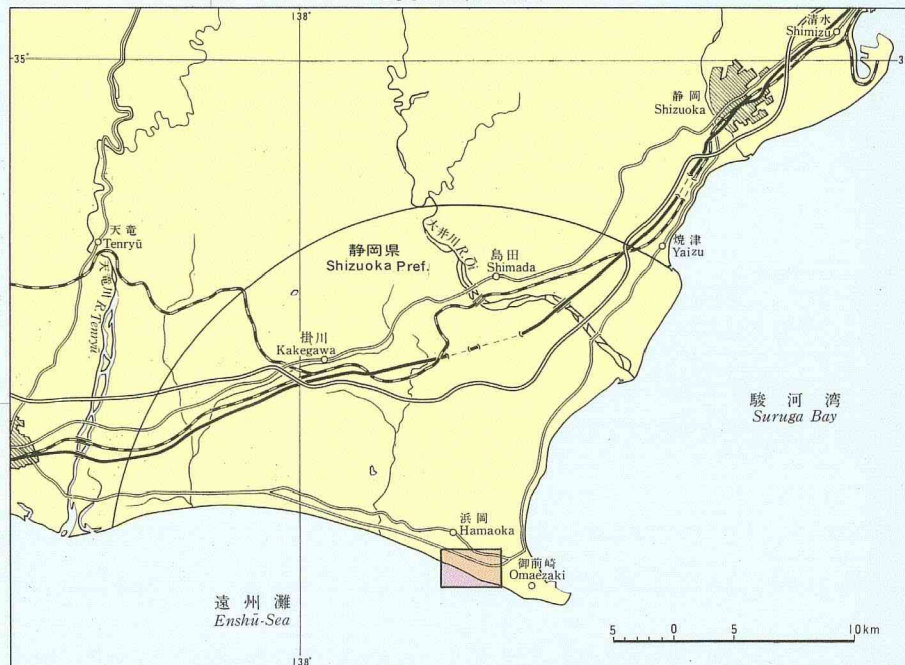 138°
清水
Shimizu
35°
静岡
Shizuoka
天竜
Tenryū
静岡県
Shizuoka Pref.
大井川 R.Ōi
島田
Shimada
焼津
Yaizu
天竜川 R.Tenryū
掛川
Kakegawa
駿河湾
Suruga Bay
浜岡
Hamaoka
御前崎
Omaezaki
遠州灘
Enshū-Sea
5 0 5 10km
138°